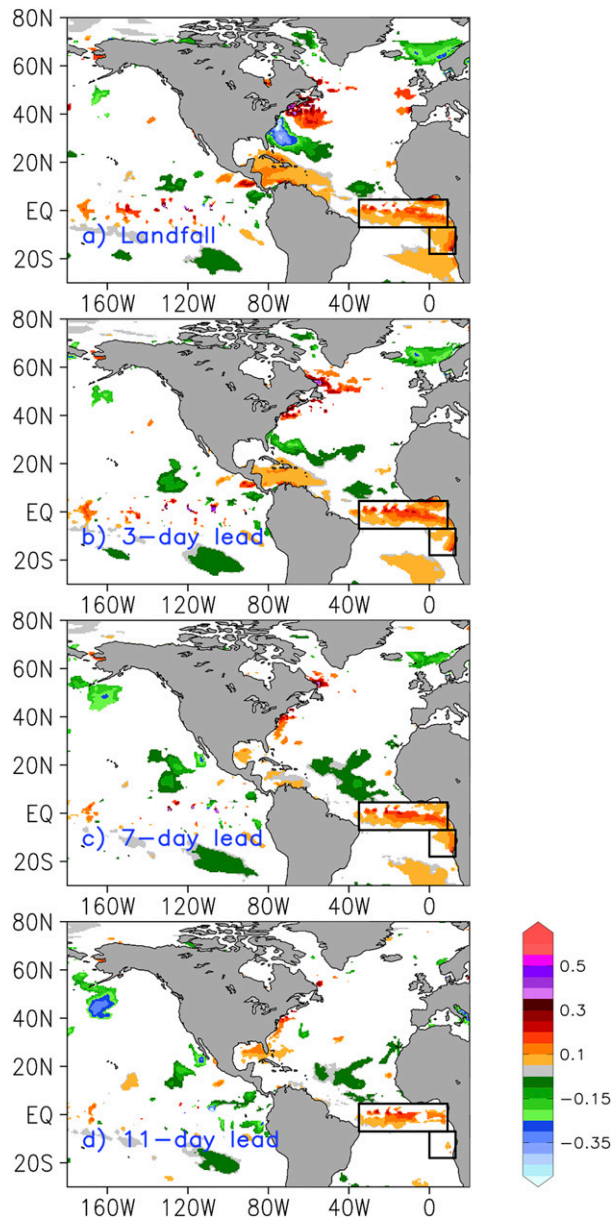 80N
60N
40N
20N
EQ
20S
a) Landfall
160W 120W 80W 40W 0
80N
60N
40N
20N
EQ
20S
b) 3-day lead
160W 120W 80W 40W 0
80N
60N
40N
20N
EQ
20S
c) 7-day lead
160W 120W 80W 40W 0
80N
60N
40N
20N
EQ
20S
d) 11-day lead
160W 120W 80W 40W 0
0.5
0.3
0.1
-0.15
-0.35